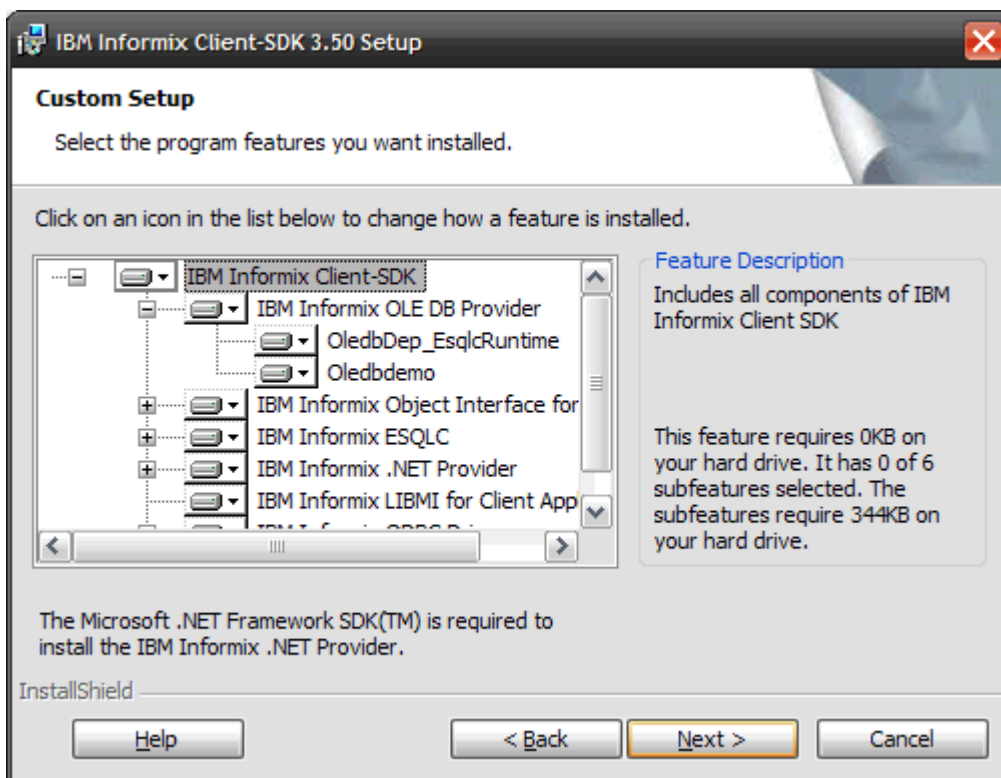 IBM Informix Client-SDK 3.50 Setup
Custom Setup
Select the program features you want installed.
Click on an icon in the list below to change how a feature is installed.
IBM Informix Client-SDK
IBM Informix OLE DB Provider
OledbDep_EsqlcRuntime
Oledbdemo
IBM Informix Object Interface for
IBM Informix ESQLC
IBM Informix .NET Provider
IBM Informix LIBMI for Client App
Feature Description
Includes all components of IBM
Informix Client SDK
This feature requires 0KB on
your hard drive. It has 0 of 6
subfeatures selected. The
subfeatures require 344KB on
your hard drive.
The Microsoft .NET Framework SDK(TM) is required to
install the IBM Informix .NET Provider.
InstallShield
Help
< Back
Next >
Cancel